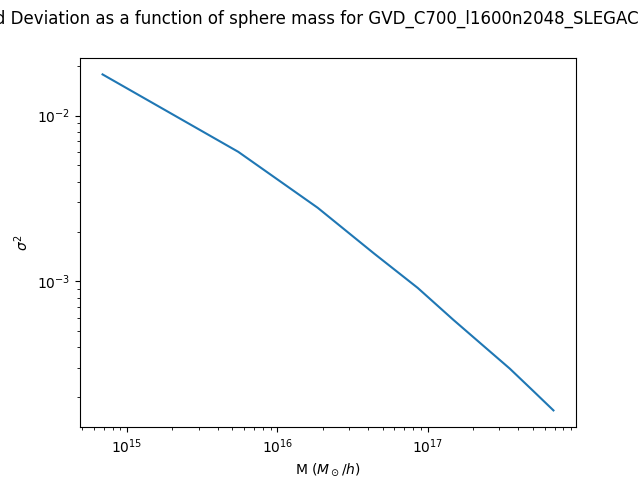 d Deviation as a function of sphere mass for GVD_C700_l1600n2048_SLEGAC
10⁻²
σ²
10⁻³
10¹⁵ 10¹⁶ 10¹⁷
M (M⊙/h)